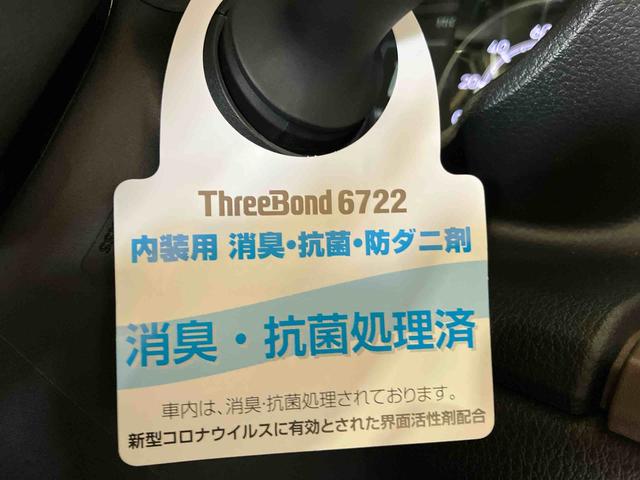 ThreeBond 6722
内装用 消臭・抗菌・防ダニ剤
消臭・抗菌処理済
車内は、消臭・抗菌処理されております。
新型コロナウイルスに有効とされた界面活性剤配合
20 40 60